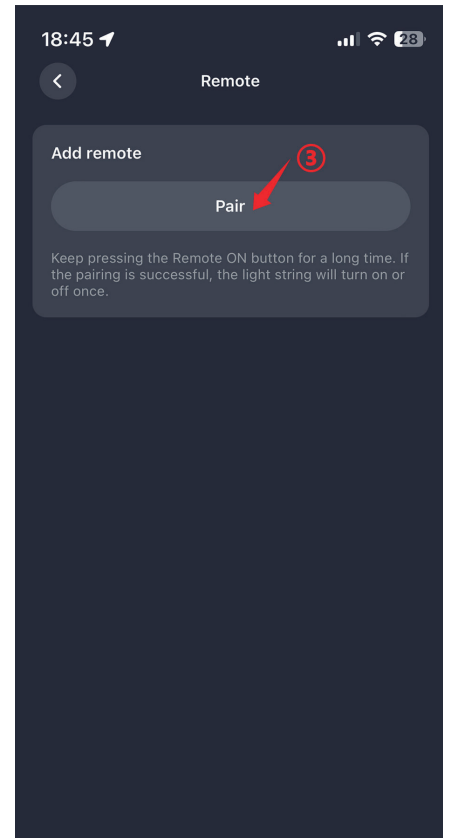 18:45
28
Remote
Add remote
③
Pair
Keep pressing the Remote ON button for a long time. If
the pairing is successful, the light string will turn on or
off once.